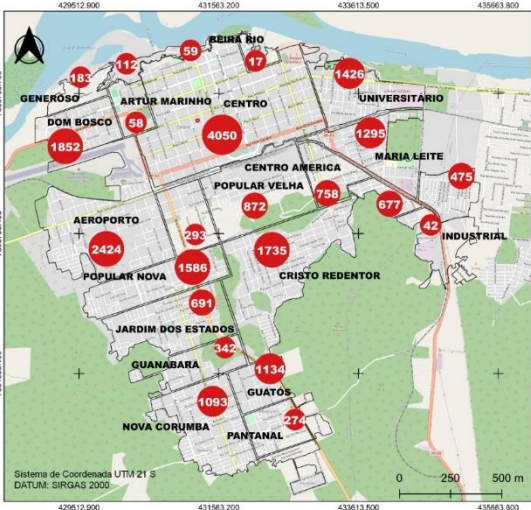 429512.900 431563.200 433613.500 435663.800
BEIRA RIO
59
17
112
183
1426
GENEROSO
ARTUR MARINHO
CENTRO
UNIVERSITÁRIO
DOM BOSCO
58
4050
1295
1852
MARIA LEITE
CENTRO AMERICA
475
POPULAR VELHA
758
872
677
AEROPORTO
42
293
INDUSTRIAL
2424
1735
1586
POPULAR NOVA
CRISTO REDENTOR
691
JARDIM DOS ESTADOS
342
GUANABARA
1134
GUATÓS
1093
274
NOVA CORUMBA
PANTANAL
Sistema de Coordenada UTM 21 S
DATUM: SIRGAS 2000
0 250 500 m
429512.900 431563.200 433613.500 435663.800